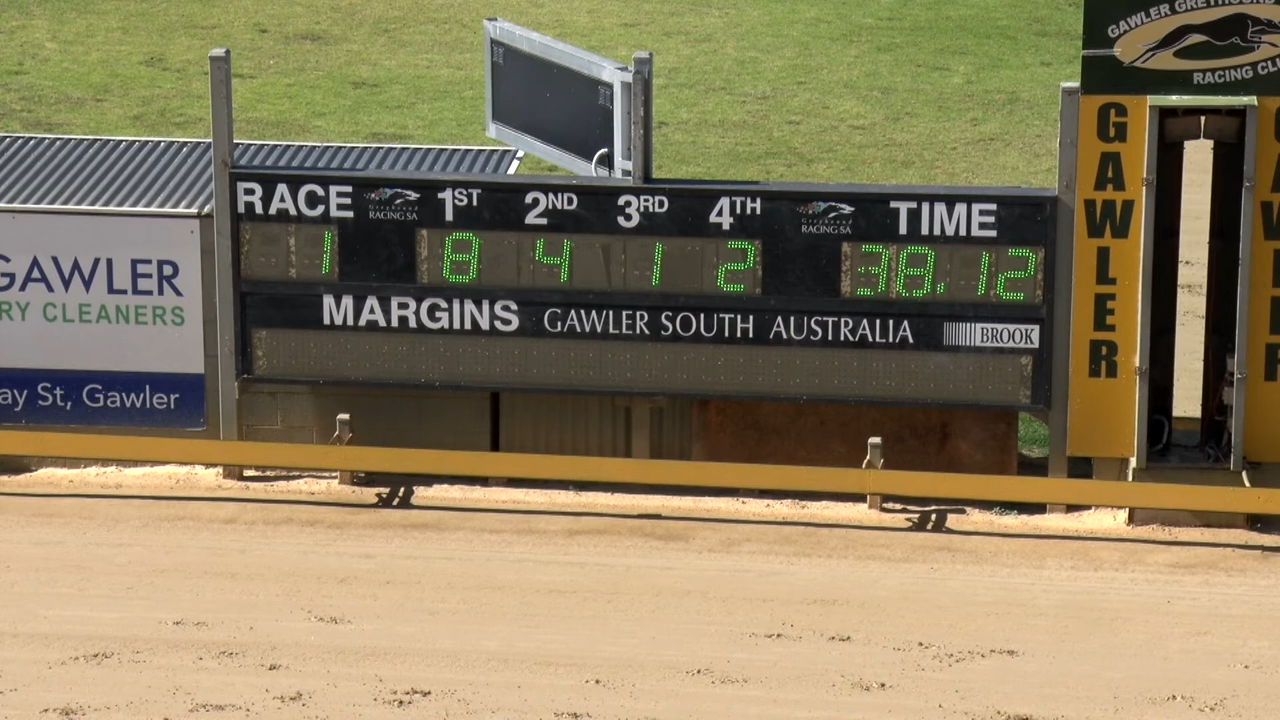 GAWLER GREYHOUND
RACING CLU
GAWLER
RACE Greyhound RACING SA 1ST 2ND 3RD 4TH Greyhound RACING SA TIME
1 8 4 1 2 38.12
MARGINS GAWLER SOUTH AUSTRALIA BROOK
GAWLER
RY CLEANERS
ay St, Gawler